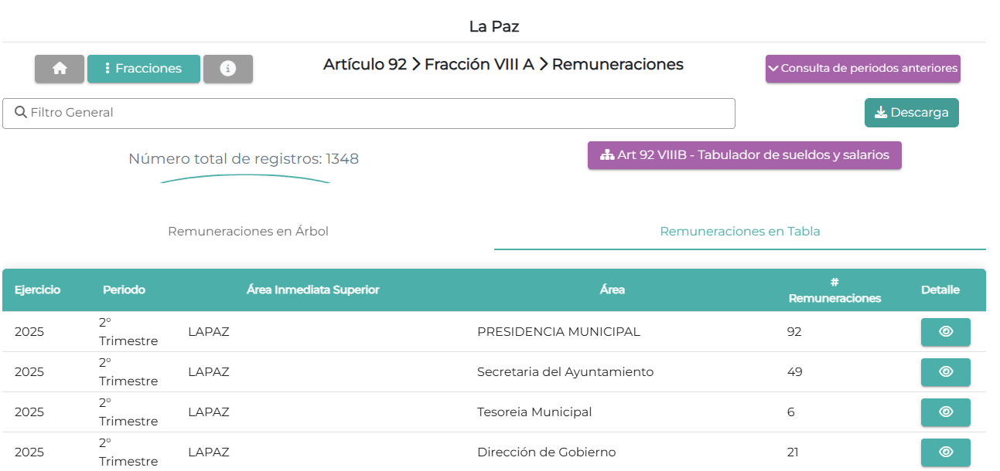 La Paz
Fracciones
Artículo 92 > Fracción VIII A > Remuneraciones
Consulta de periodos anteriores
Filtro General
Descarga
Número total de registros: 1348
Art 92 VIIIB - Tabulador de sueldos y salarios
Remuneraciones en Árbol
Remuneraciones en Tabla
Ejercicio Periodo Área Inmediata Superior Área # Remuneraciones Detalle
2025 2° Trimestre LAPAZ PRESIDENCIA MUNICIPAL 92
2025 2° Trimestre LAPAZ Secretaria del Ayuntamiento 49
2025 2° Trimestre LAPAZ Tesoreia Municipal 6
2025 2° Trimestre LAPAZ Dirección de Gobierno 21